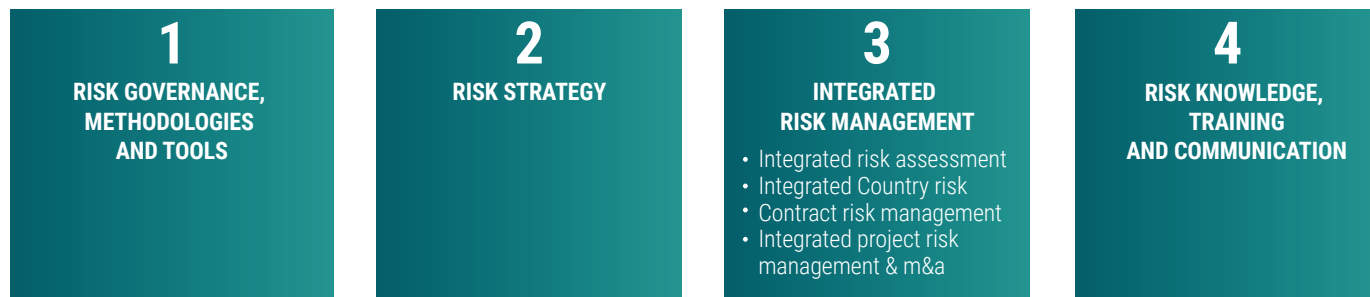 1
RISK GOVERNANCE,
METHODOLOGIES
AND TOOLS
2
RISK STRATEGY
3
INTEGRATED
RISK MANAGEMENT
• Integrated risk assessment
• Integrated Country risk
• Contract risk management
• Integrated project risk
management & m&a
4
RISK KNOWLEDGE,
TRAINING
AND COMMUNICATION